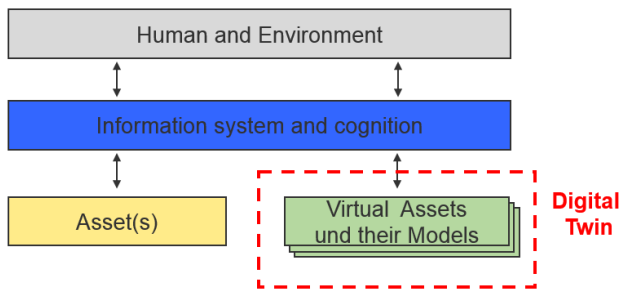 Human and Environment
Information system and cognition
Asset(s)
Virtual Assets
und their Models
Digital
Twin